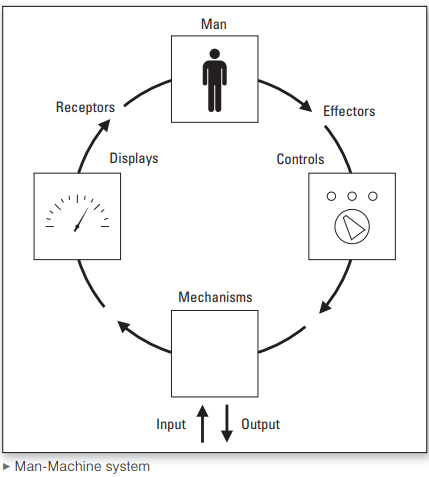 Man
Receptors
Effectors
Displays
Controls
Mechanisms
Input
Output
▶ Man-Machine system